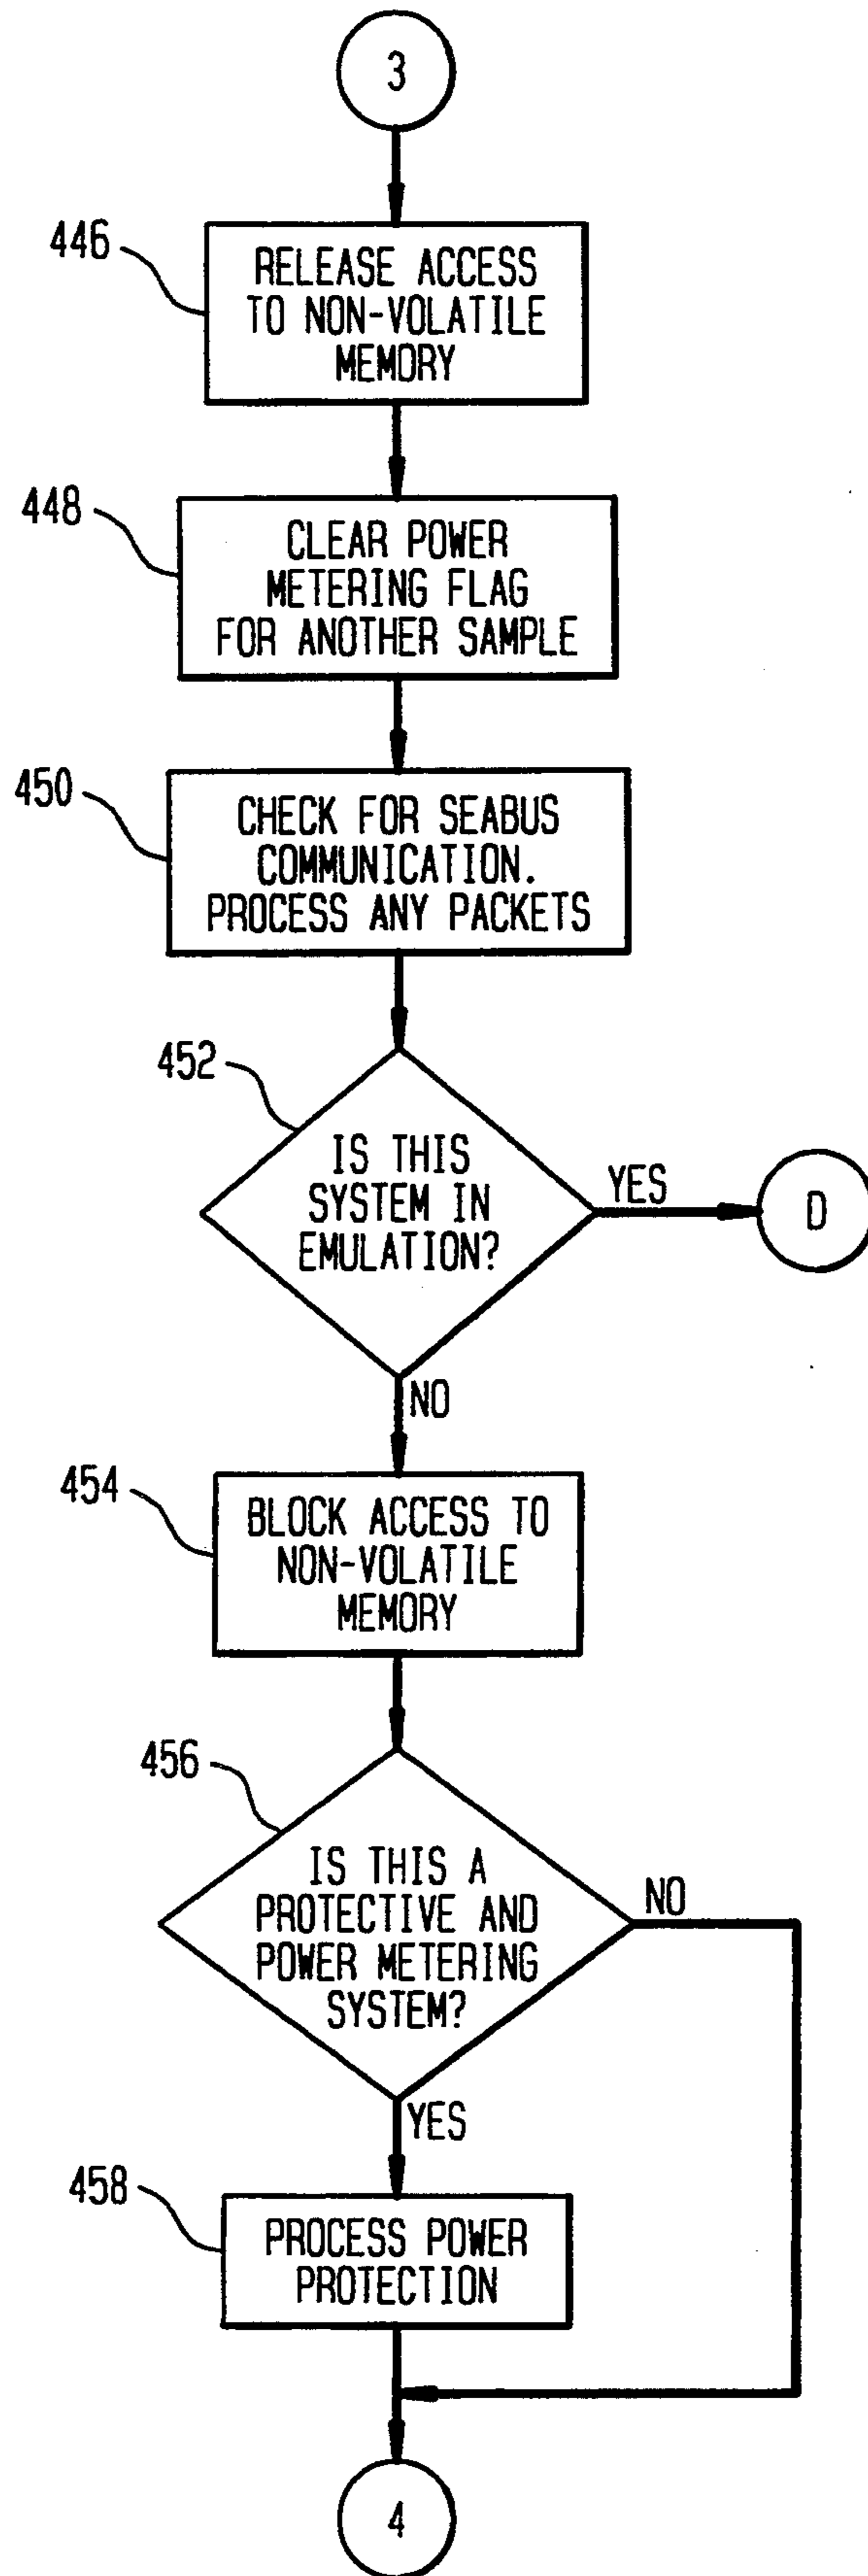 3
446
RELEASE ACCESS
TO NON-VOLATILE
MEMORY
448
CLEAR POWER
METERING FLAG
FOR ANOTHER SAMPLE
450
CHECK FOR SEABUS
COMMUNICATION.
PROCESS ANY PACKETS
452
IS THIS
SYSTEM IN
EMULATION?
YES
D
NO
454
BLOCK ACCESS TO
NON-VOLATILE
MEMORY
456
IS THIS A
PROTECTIVE AND
POWER METERING
SYSTEM?
NO
YES
458
PROCESS POWER
PROTECTION
4